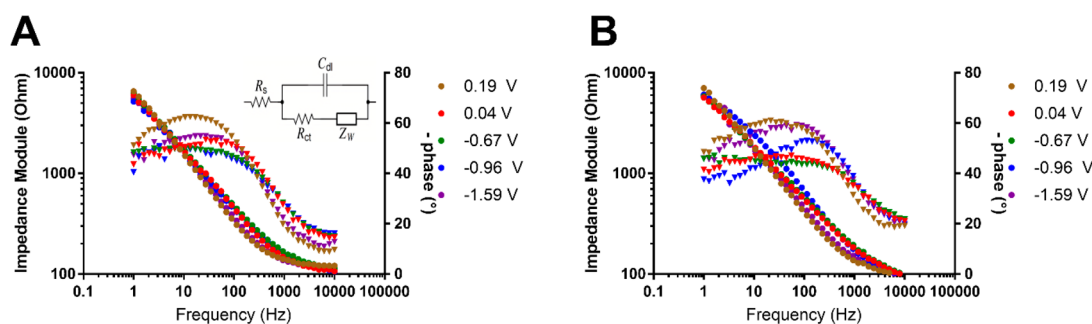 A
Impedance Module (Ohm)
10000
1000
100
0.1 1 10 100 1000 10000 100000
Frequency (Hz)
80
60
40
20
0
- phase (°)
Rs
Cdl
Rct
ZW
0.19 V
0.04 V
-0.67 V
-0.96 V
-1.59 V
B
Impedance Module (Ohm)
10000
1000
100
0.1 1 10 100 1000 10000 100000
Frequency (Hz)
80
60
40
20
0
- phase (°)
0.19 V
0.04 V
-0.67 V
-0.96 V
-1.59 V